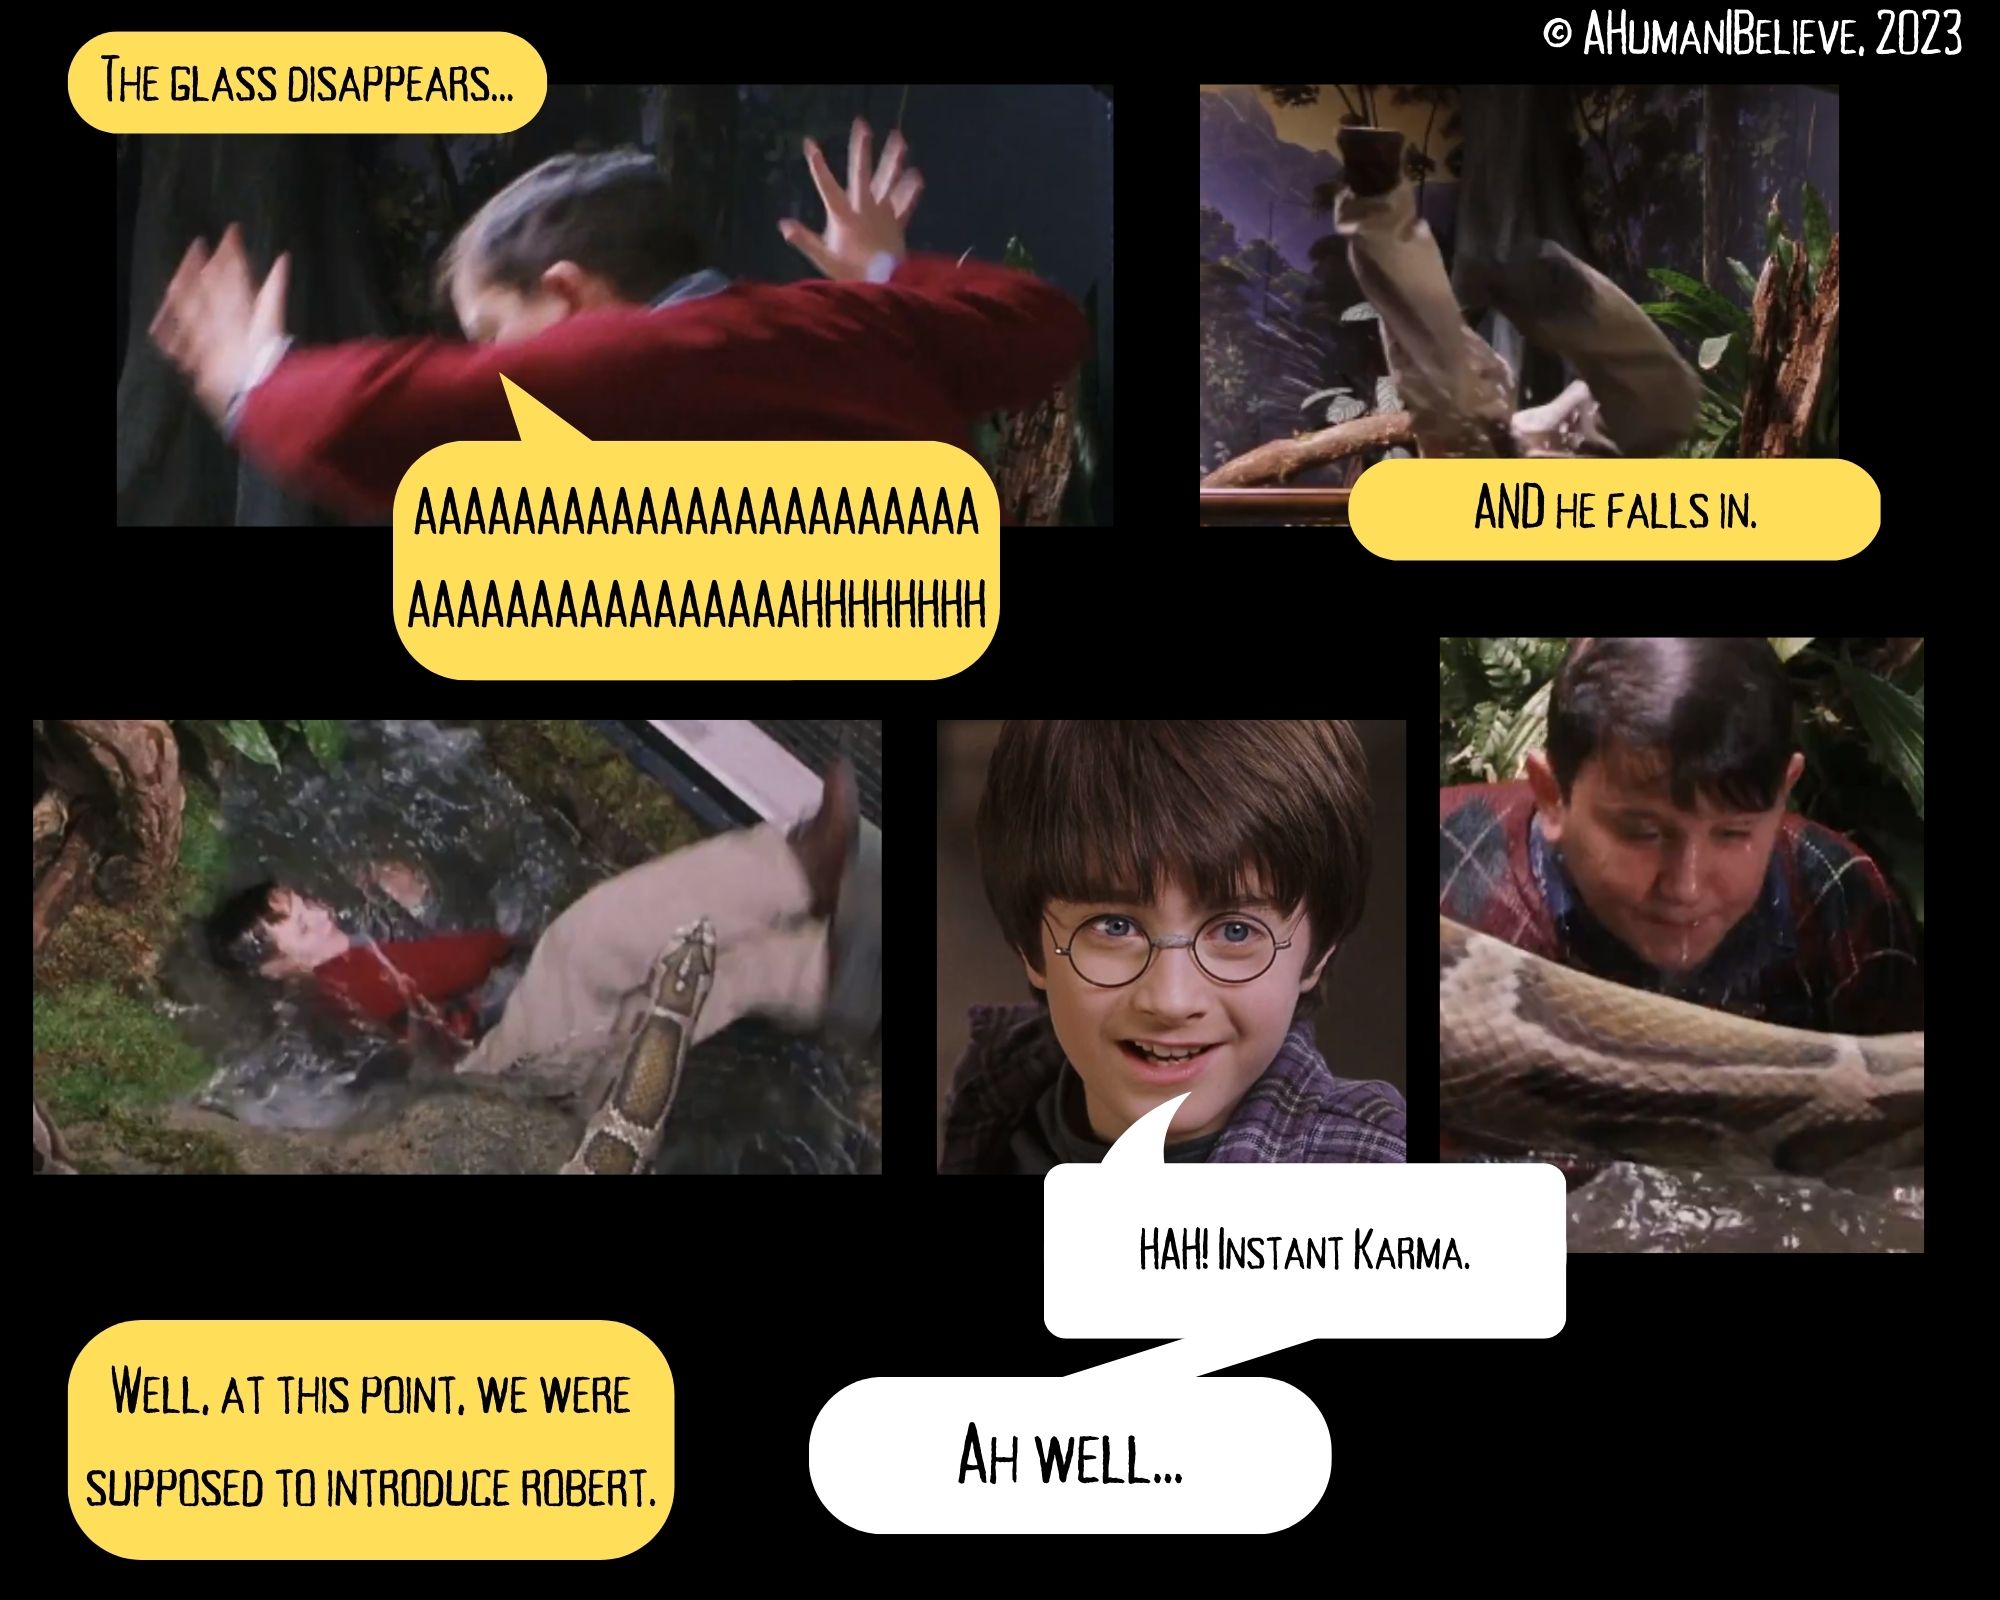 © AHumanIBelieve, 2023
The glass disappears...
AAAAAAAAAAAAAAAAAAAAAAA
AAAAAAAAAAAAAAAAHHHHHHHH
AND he falls in.
HAH! Instant Karma.
Ah well...
Well, at this point, we were
supposed to introduce robert.